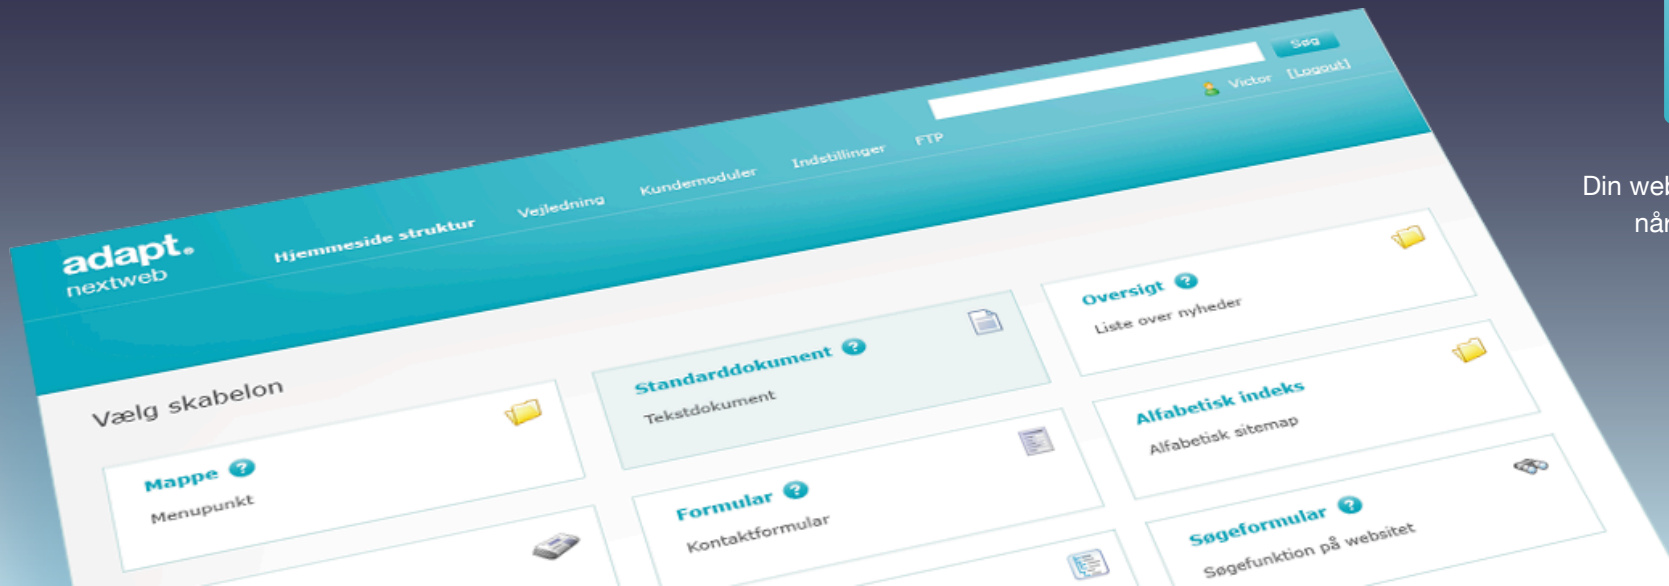 Søg
Victor [Logout]
adapt.
nextweb
Hjemmeside struktur Vejledning Kundemoduler Indstillinger FTP
Vælg skabelon
Mappe ?
Menupunkt
Standarddokument ?
Tekstdokument
Oversigt ?
Liste over nyheder
Formular ?
Kontaktformular
Alfabetisk indeks
Alfabetisk sitemap
Søgeformular ?
Søgefunktion på websitet
Din web
når